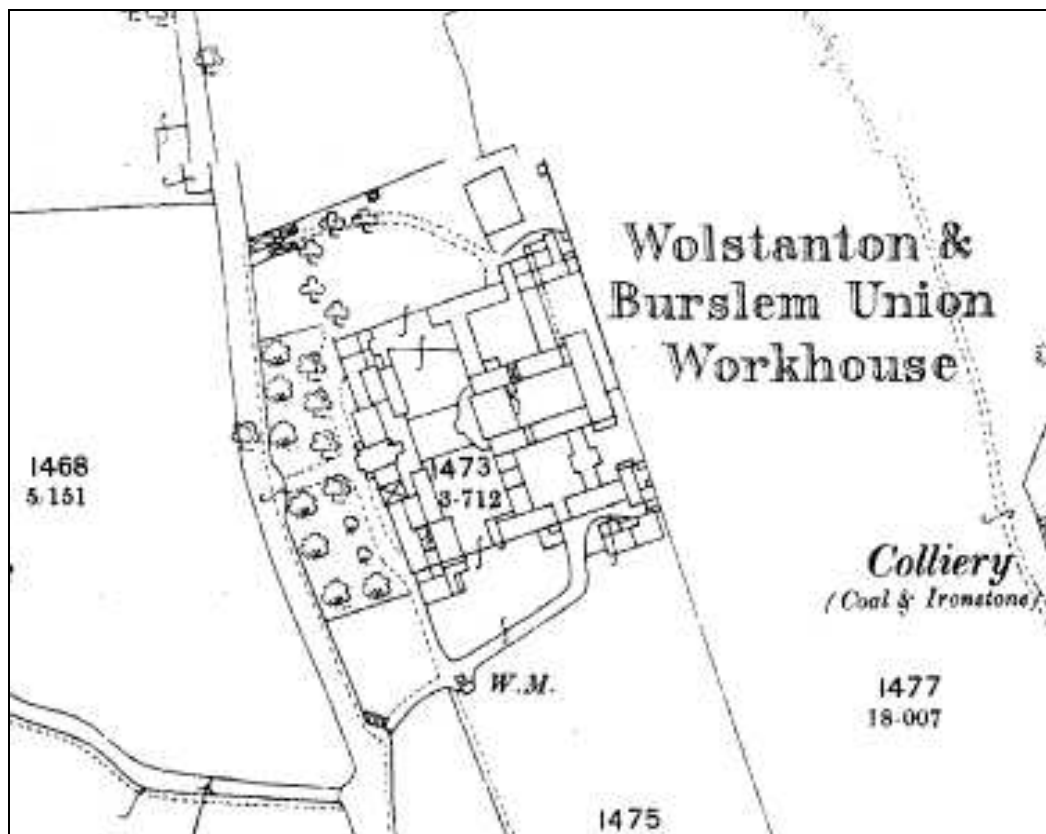 Wolstanton &
Burslem Union
Workhouse
1468
5·151
1473
3·712
Colliery
(Coal & Ironstone)
W.M.
1477
18·007
1475